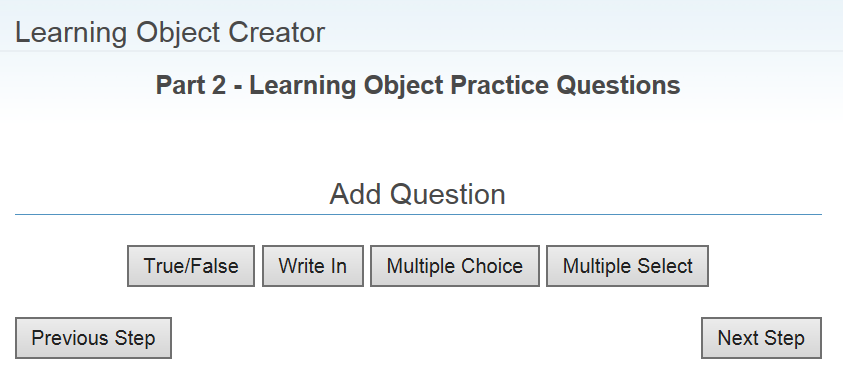 Learning Object Creator
Part 2 - Learning Object Practice Questions
Add Question
True/False Write In Multiple Choice Multiple Select
Previous Step Next Step